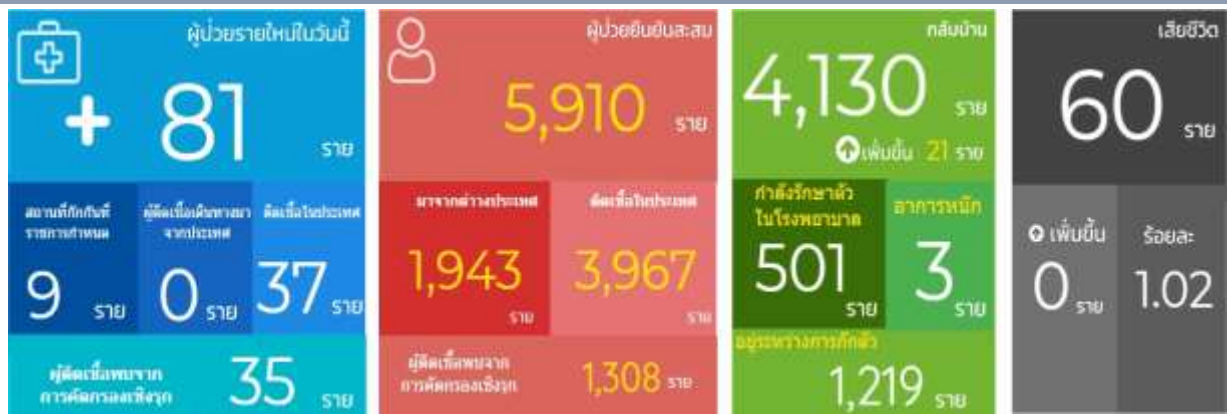 ผู้ป่วยรายใหม่ในวันนี้
+ 81 ราย
สถานที่กักกันที่
ราชการกำหนด
9 ราย
ผู้ติดเชื้อเดินทางมา
จากประเทศ
0 ราย
ติดเชื้อในประเทศ
37 ราย
ผู้ติดเชื้อพบจาก
การคัดกรองเชิงรุก
35 ราย
ผู้ป่วยยืนยันสะสม
5,910 ราย
มาจากต่างประเทศ
1,943
ราย
ติดเชื้อในประเทศ
3,967
ราย
ผู้ติดเชื้อพบจาก
การคัดกรองเชิงรุก
1,308 ราย
กลับบ้าน
4,130 ราย
เพิ่มขึ้น 21 ราย
กำลังรักษาตัว
ในโรงพยาบาล
501
ราย
อาการหนัก
3
ราย
อยู่ระหว่างการกักตัว
1,219 ราย
เสียชีวิต
60 ราย
เพิ่มขึ้น
0 ราย
ร้อยละ
1.02